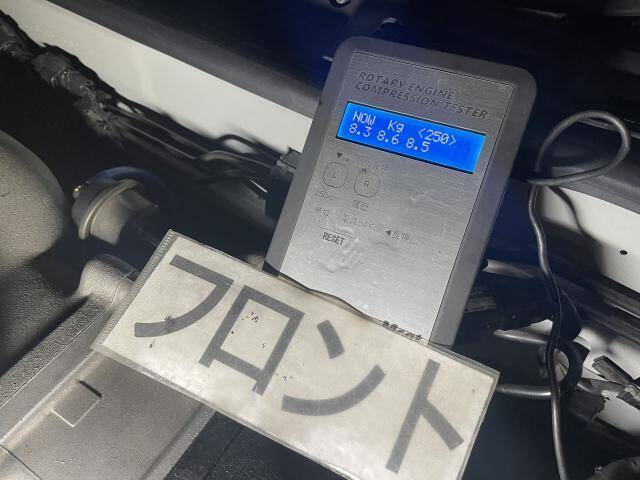 ROTARY ENGINE
COMPRESSION TESTER
NOW Kg <250>
8.3 8.6 8.5
L R
RESET
フロント